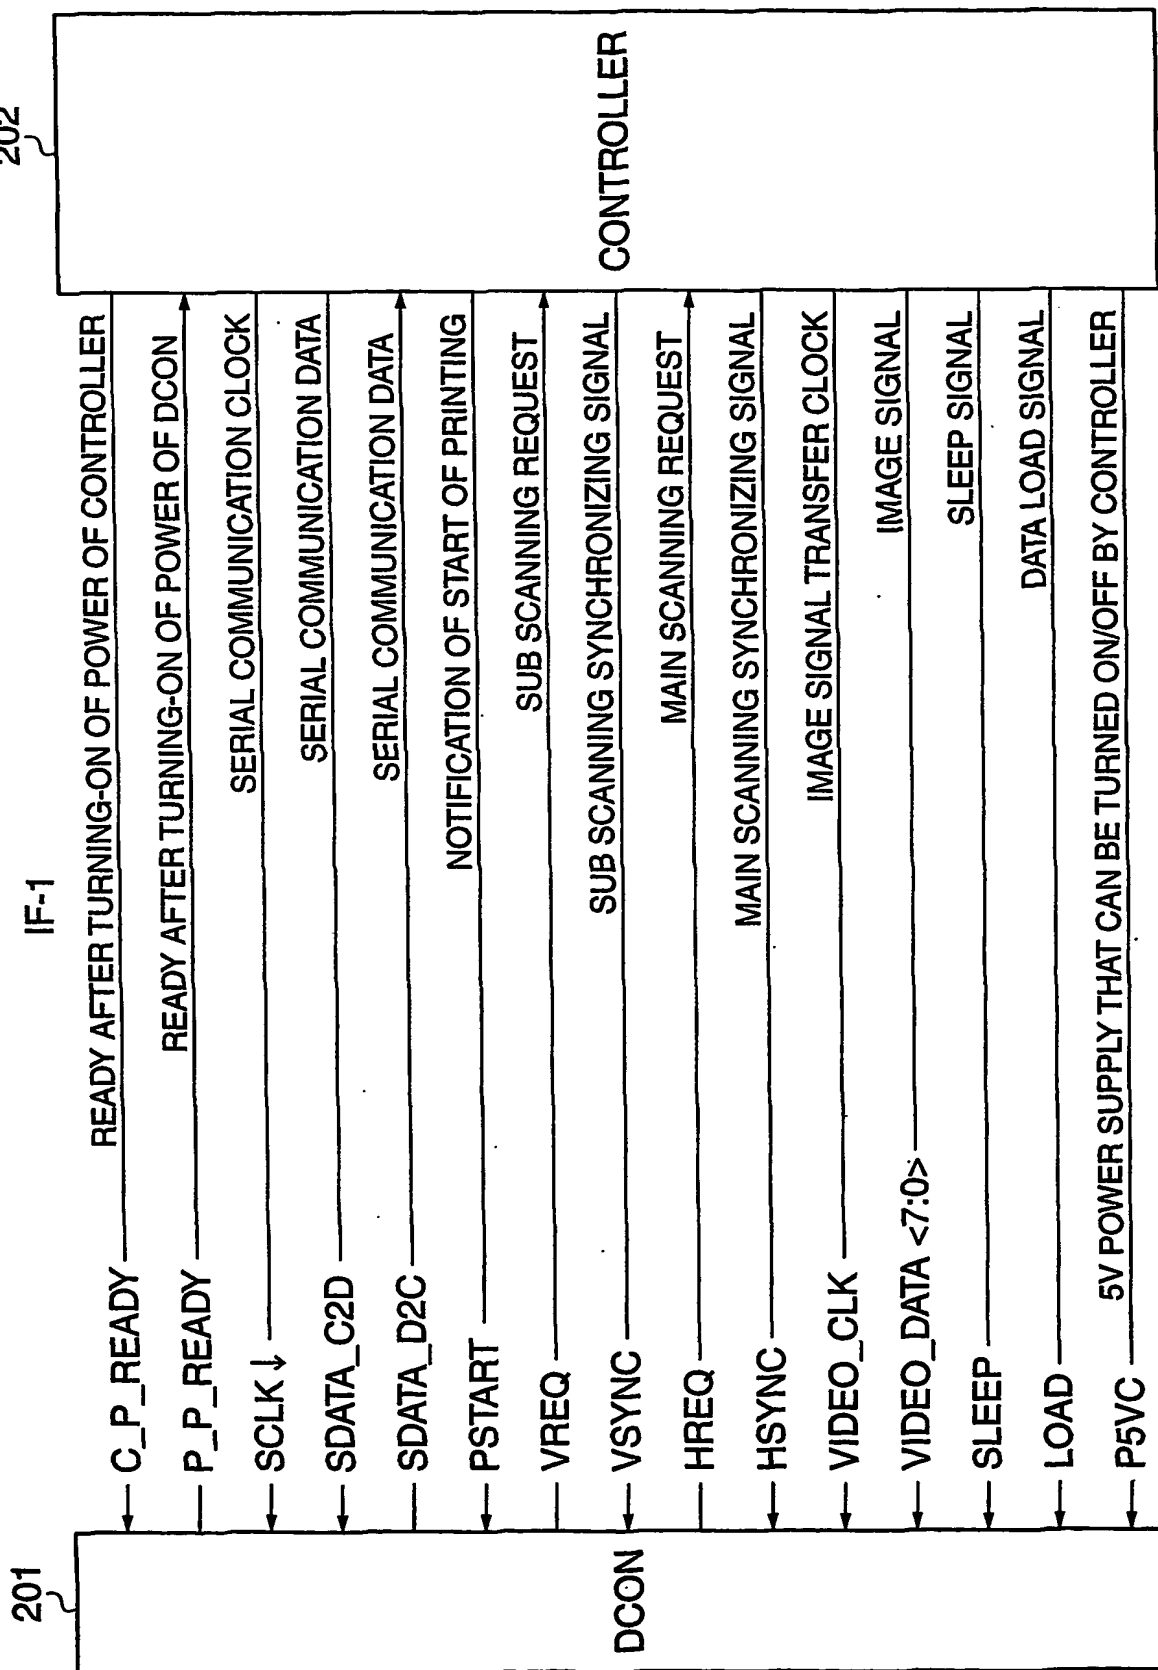 IF-1
201
202
DCON
CONTROLLER
C_P_READY
READY AFTER TURNING-ON OF POWER OF CONTROLLER
P_P_READY
READY AFTER TURNING-ON OF POWER OF DCON
SCLK ↓
SERIAL COMMUNICATION CLOCK
SDATA_C2D
SERIAL COMMUNICATION DATA
SDATA_D2C
SERIAL COMMUNICATION DATA
PSTART
NOTIFICATION OF START OF PRINTING
VREQ
SUB SCANNING REQUEST
VSYNC
SUB SCANNING SYNCHRONIZING SIGNAL
HREQ
MAIN SCANNING REQUEST
HSYNC
MAIN SCANNING SYNCHRONIZING SIGNAL
VIDEO_CLK
IMAGE SIGNAL TRANSFER CLOCK
VIDEO_DATA <7:0>
IMAGE SIGNAL
SLEEP
SLEEP SIGNAL
LOAD
DATA LOAD SIGNAL
P5VC
5V POWER SUPPLY THAT CAN BE TURNED ON/OFF BY CONTROLLER